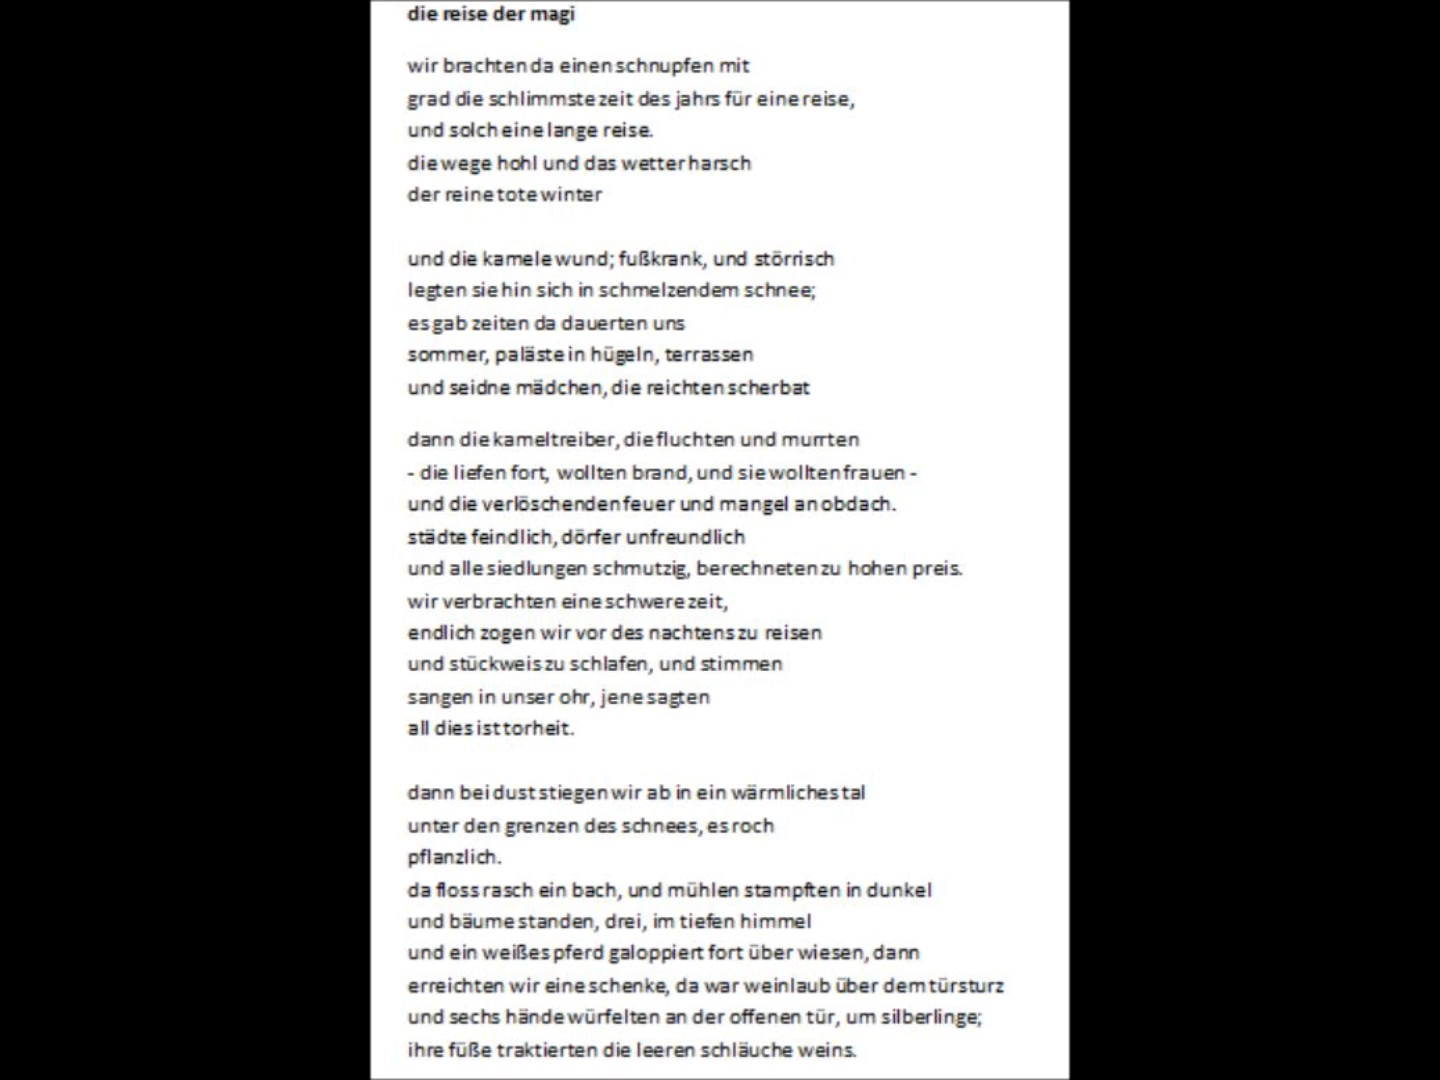 die reise der magi
wir brachten da einen schnupfen mit
grad die schlimmste zeit des jahrs für eine reise,
und solch eine lange reise.
die wege hohl und das wetter harsch
der reine tote winter
und die kamele wund; fußkrank, und störrisch
legten sie hin sich in schmelzendem schnee;
es gab zeiten da dauerten uns
sommer, paläste in hügeln, terrassen
und seidne mädchen, die reichten scherbat
dann die kameltreiber, die fluchten und murrten
- die liefen fort, wollten brand, und sie wollten frauen -
und die verlöschenden feuer und mangel an obdach.
städte feindlich, dörfer unfreundlich
und alle siedlungen schmutzig, berechneten zu hohen preis.
wir verbrachten eine schwere zeit,
endlich zogen wir vor des nachtens zu reisen
und stückweis zu schlafen, und stimmen
sangen in unser ohr, jene sagten
all dies ist torheit.
dann bei dust stiegen wir ab in ein wärmliches tal
unter den grenzen des schnees, es roch
pflanzlich.
da floss rasch ein bach, und mühlen stampften in dunkel
und bäume standen, drei, im tiefen himmel
und ein weißes pferd galoppiert fort über wiesen, dann
erreichten wir eine schenke, da war weinlaub über dem türsturz
und sechs hände würfelten an der offenen tür, um silberlinge;
ihre füße traktierten die leeren schläuche weins.